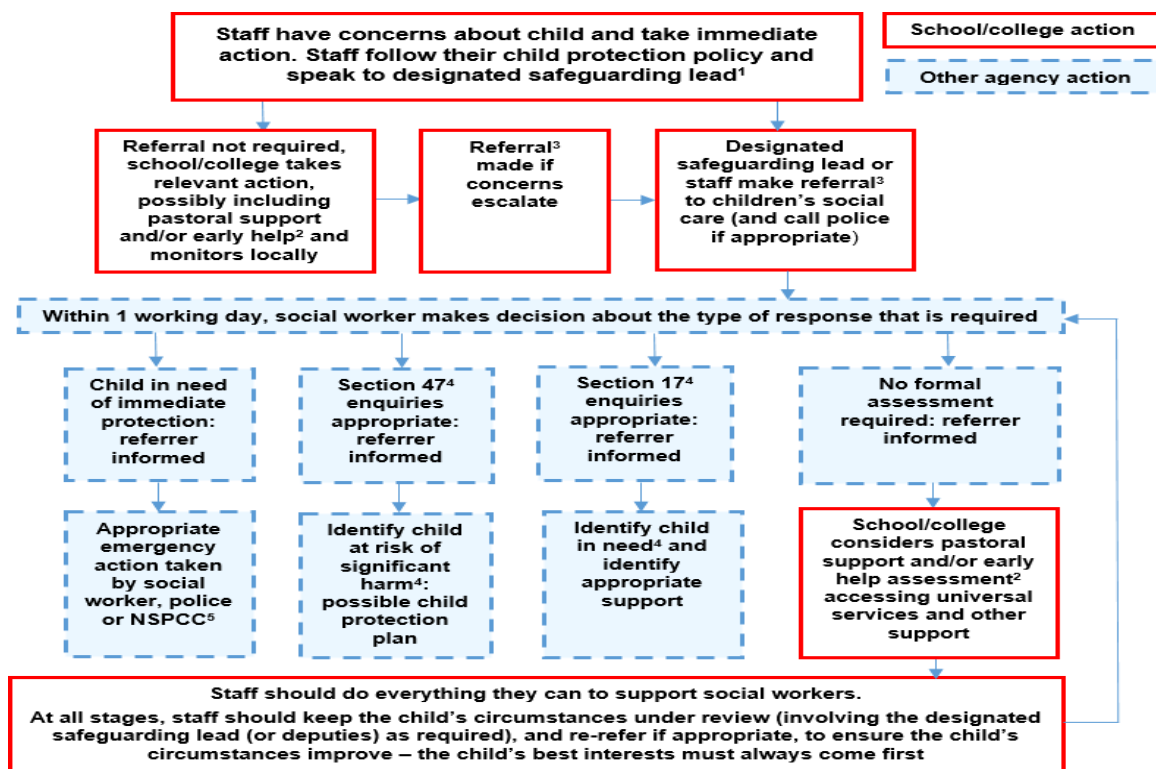 Staff have concerns about child and take immediate
action. Staff follow their child protection policy and
speak to designated safeguarding lead¹
School/college action
Other agency action
Referral not required,
school/college takes
relevant action,
possibly including
pastoral support
and/or early help² and
monitors locally
Referral³
made if
concerns
escalate
Designated
safeguarding lead or
staff make referral³
to children's social
care (and call police
if appropriate)
Within 1 working day, social worker makes decision about the type of response that is required
Child in need
of immediate
protection:
referrer
informed
Section 47⁴
enquiries
appropriate:
referrer
informed
Section 17⁴
enquiries
appropriate:
referrer
informed
No formal
assessment
required: referrer
informed
Appropriate
emergency
action taken
by social
worker, police
or NSPCC⁵
Identify child
at risk of
significant
harm⁴:
possible child
protection
plan
Identify child
in need⁴ and
identify
appropriate
support
School/college
considers pastoral
support and/or early
help assessment²
accessing universal
services and other
support
Staff should do everything they can to support social workers.
At all stages, staff should keep the child's circumstances under review (involving the designated
safeguarding lead (or deputies) as required), and re-refer if appropriate, to ensure the child's
circumstances improve – the child's best interests must always come first